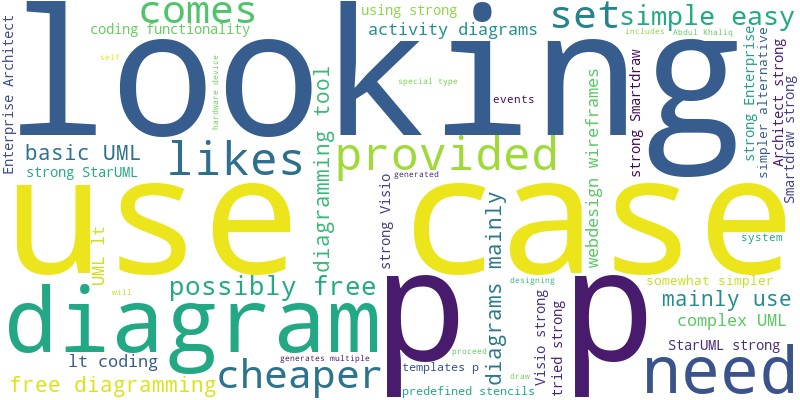 looking
comes
set
simple easy
using strong
includes
Abdul Khaliq
coding functionality
activity diagrams
Enterprise Architect
self
hardware device
special type
events
strong Smartdraw
strong Enterprise
simpler alternative
Architect strong
Smartdraw strong
basic UML
likes
provided
strong StarUML
diagramming tool
strong Visio
generated
webdesign wireframes
use case
UML lt
system
diagrams mainly
possibly free
designing
somewhat simpler
will
diagram
p p
mainly use
Visio strong
tried strong
complex UML
StarUML strong
lt coding
generates multiple
proceed
need
free diagramming
cheaper
templates p
draw
predefined stencils